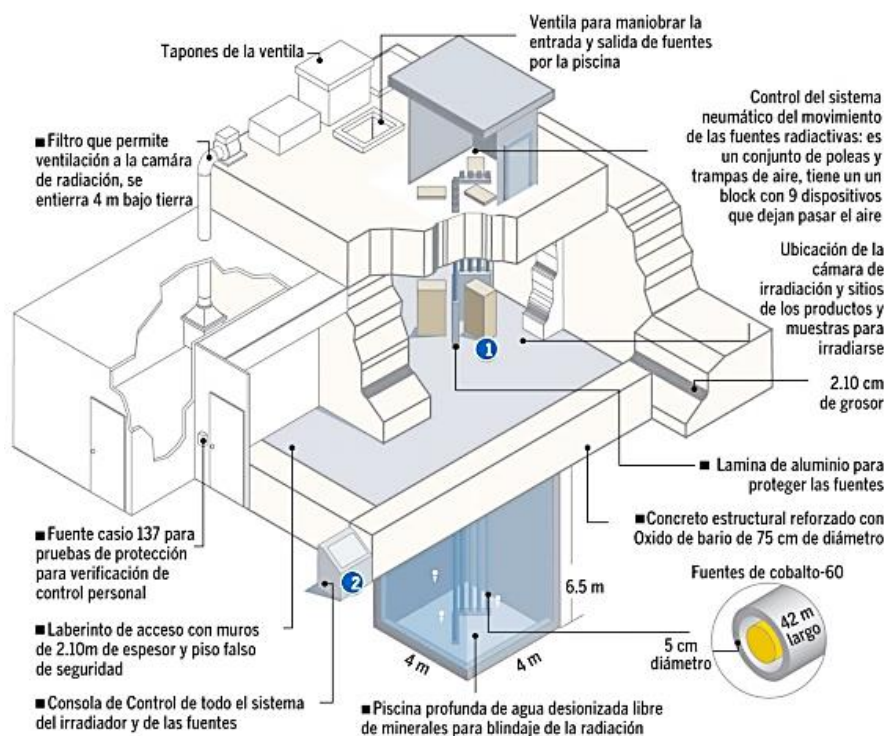 Tapones de la ventila
Ventila para maniobrar la
entrada y salida de fuentes
por la piscina
■ Filtro que permite
ventilación a la camára
de radiación, se
entierra 4 m bajo tierra
Control del sistema
neumático del movimiento
de las fuentes radiactivas: es
un conjunto de poleas y
trampas de aire, tiene un un
block con 9 dispositivos
que dejan pasar el aire
Ubicación de la
cámara de
irradiación y sitios
de los productos y
muestras para
irradiarse
1
2.10 cm
de grosor
■ Lamina de aluminio para
proteger las fuentes
■ Concreto estructural reforzado con
Oxido de bario de 75 cm de diámetro
■ Fuente casio 137 para
pruebas de protección
para verificación de
control personal
2
6.5 m
4 m
4 m
Fuentes de cobalto-60
42 m
largo
5 cm
diámetro
■ Laberinto de acceso con muros
de 2.10m de espesor y piso falso
de seguridad
■ Consola de Control de todo el sistema
del irradiador y de las fuentes
■ Piscina profunda de agua desionizada libre
de minerales para blindaje de la radiación